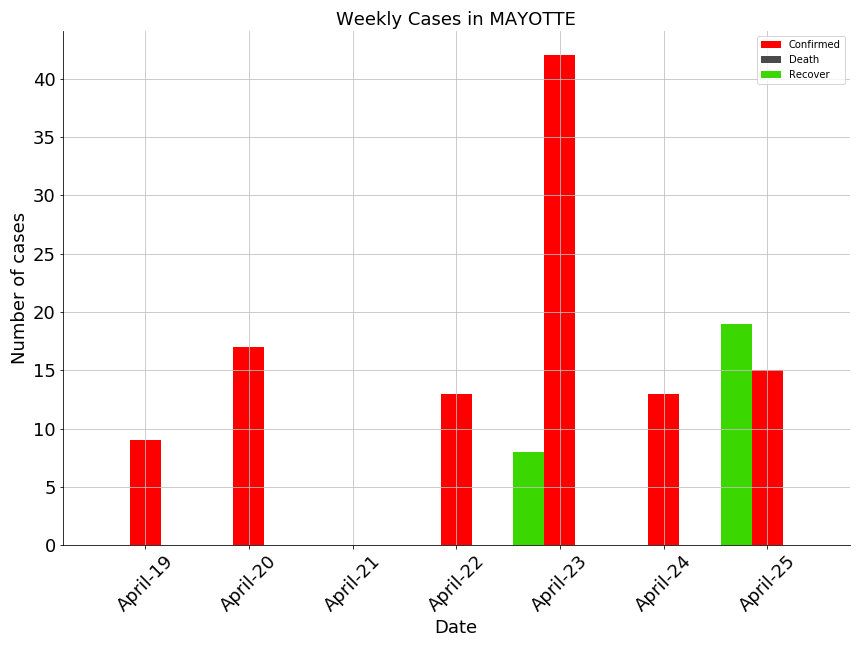 Weekly Cases in MAYOTTE
Confirmed
Death
Recover
Number of cases
40
35
30
25
20
15
10
5
0
April-19
April-20
April-21
April-22
April-23
April-24
April-25
Date